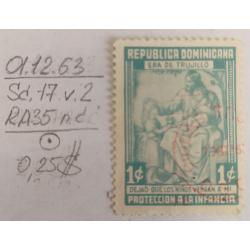 01.12.63
Sc,-17.v.2
RA35
0,25$
REPUBLICA DOMINICANA
ERA DE TRUJILLO
1¢ 1¢
DEJAD QUE LOS NIÑOS VENGAN A MI
PROTECCION A LA INFANCIA